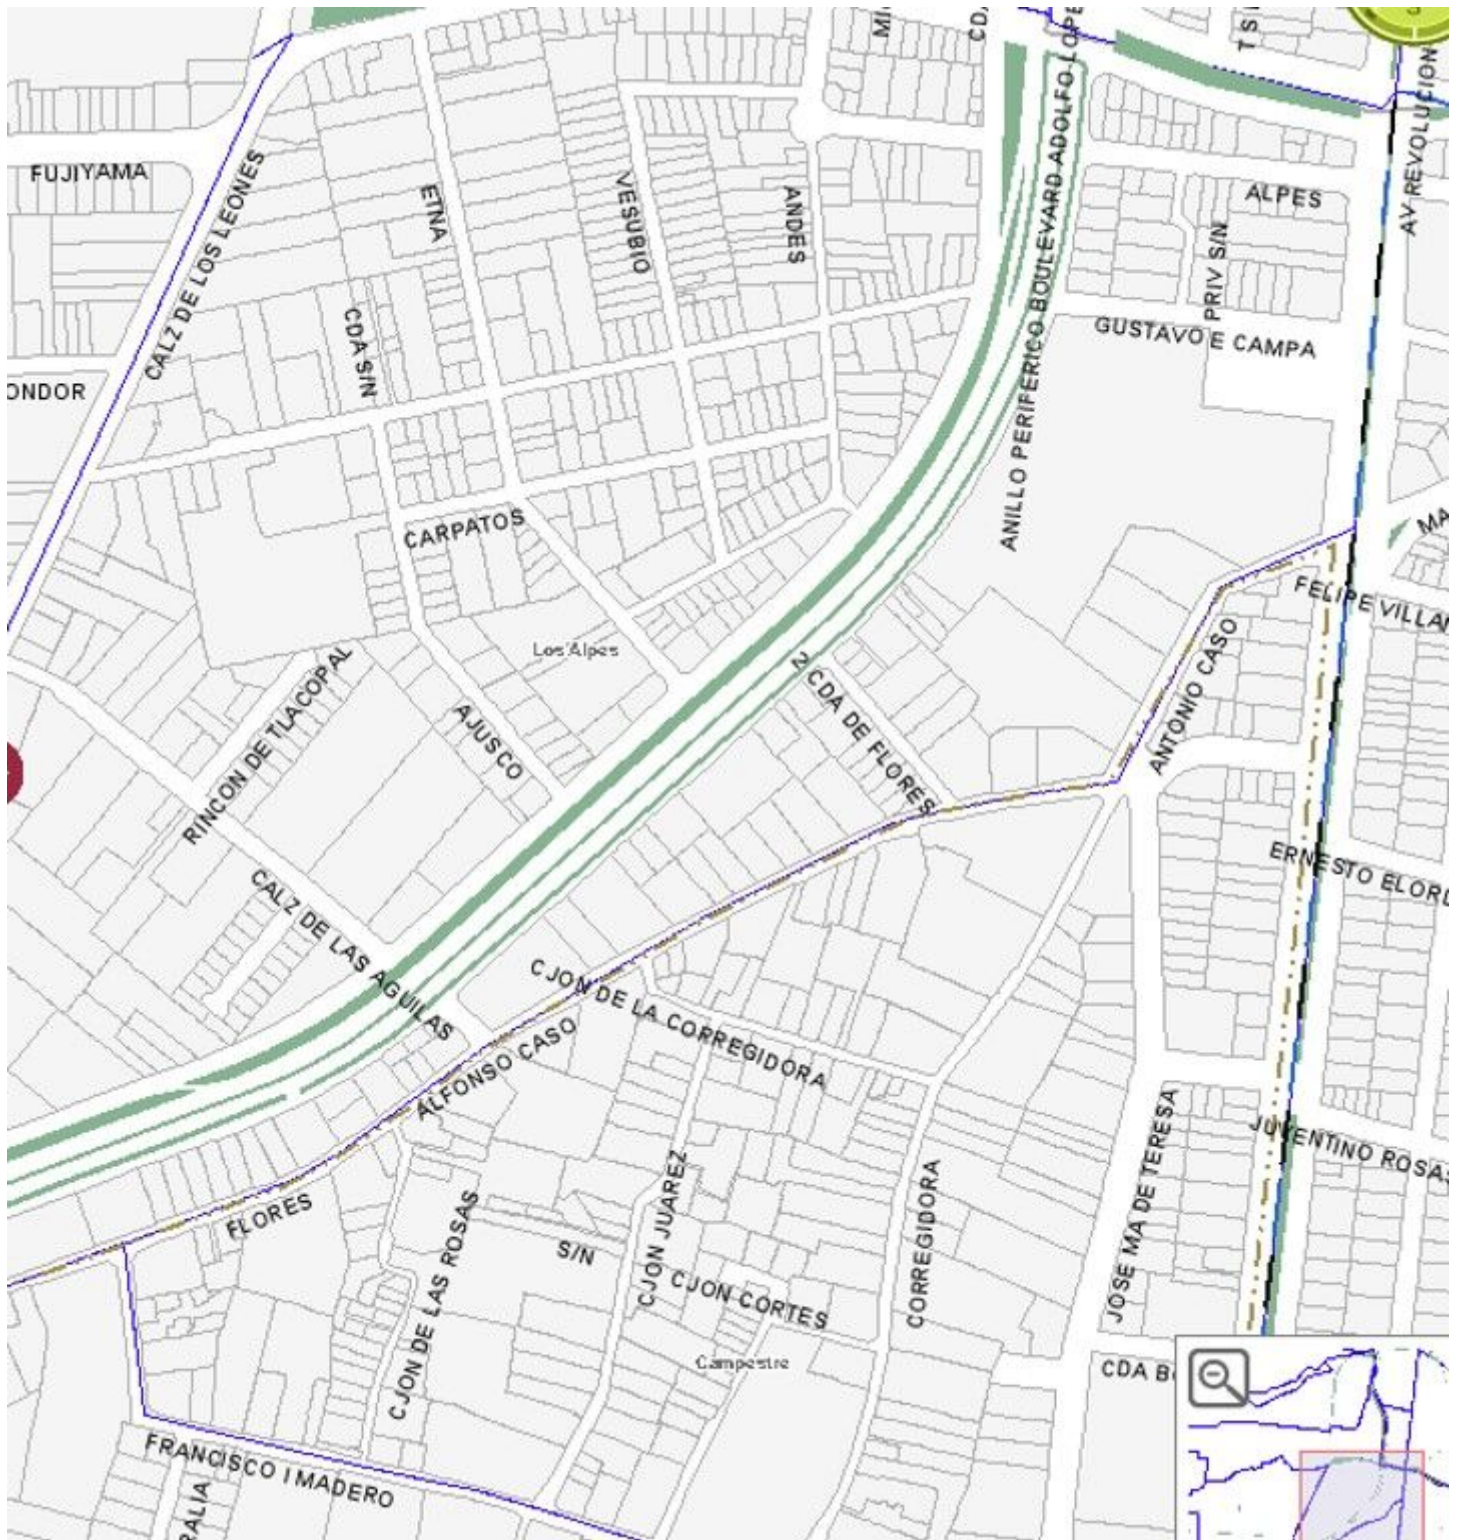 FUJIYAMA
CALZ DE LOS LEONES
ETNA
VESUBIO
ANDES
ANILLO PERIFERICO BOULEVARD ADOLFO LOPE
ALPES
AV REVOLUCION
PRIV S/N
GUSTAVO E CAMPA
CDA S/N
ONDOR
CARPATOS
MA
FELIPE VILLA
Los Alpes
2 CDA DE FLORES
ANTONIO CASO
RINCON DE TLACOPAL
AJUSCO
ERNESTO ELORD
CALZ DE LAS AGUILAS
CJON DE LA CORREGIDORA
ALFONSO CASO
JUVENTINO ROSAS
JOSE MA DE TERESA
FLORES
CJON DE LAS ROSAS
S/N
CJON JUAREZ
CJON CORTES
CORREGIDORA
Campestre
CDA B
FRANCISCO I MADERO
RALIA